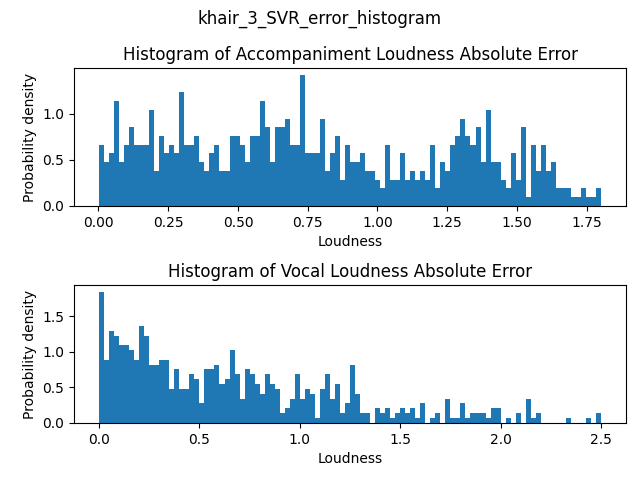 khair_3_SVR_error_histogram
Histogram of Accompaniment Loudness Absolute Error
Probability density
1.0
0.5
0.0
0.00 0.25 0.50 0.75 1.00 1.25 1.50 1.75
Loudness
Histogram of Vocal Loudness Absolute Error
Probability density
1.5
1.0
0.5
0.0
0.0 0.5 1.0 1.5 2.0 2.5
Loudness